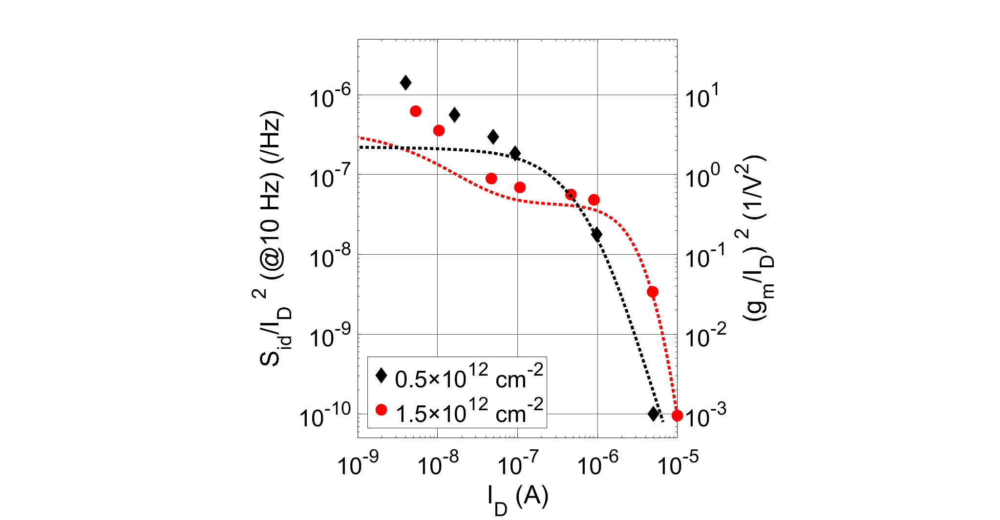 S_id/I_D ^2 (@10 Hz) (/Hz)
10^-6
10^-7
10^-8
10^-9
10^-10
10^1
10^0
10^-1
10^-2
10^-3
(g_m/I_D) ^2 (1/V^2)
0.5×10^12 cm^-2
1.5×10^12 cm^-2
10^-9 10^-8 10^-7 10^-6 10^-5
I_D (A)